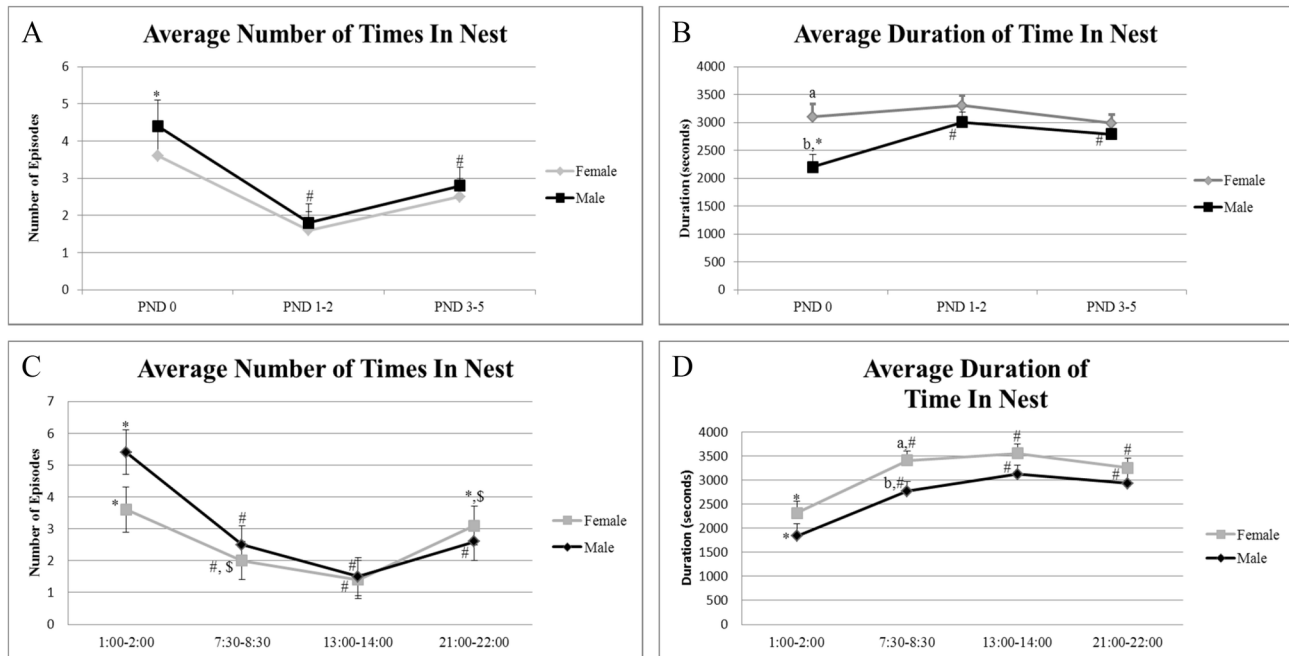 A
Average Number of Times In Nest
Number of Episodes
6
5
4
3
2
1
0
*
#
#
PND 0
PND 1-2
PND 3-5
Female
Male
B
Average Duration of Time In Nest
Duration (seconds)
4000
3500
3000
2500
2000
1500
1000
500
0
a
b,*
#
#
PND 0
PND 1-2
PND 3-5
Female
Male
C
Average Number of Times In Nest
Number of Episodes
7
6
5
4
3
2
1
0
*
*
#
#, $
#
#
*,$
#
1:00-2:00
7:30-8:30
13:00-14:00
21:00-22:00
Female
Male
D
Average Duration of
Time In Nest
Duration (seconds)
4000
3500
3000
2500
2000
1500
1000
500
0
*
*
a,#
b,#
#
#
#
#
1:00-2:00
7:30-8:30
13:00-14:00
21:00-22:00
Female
Male